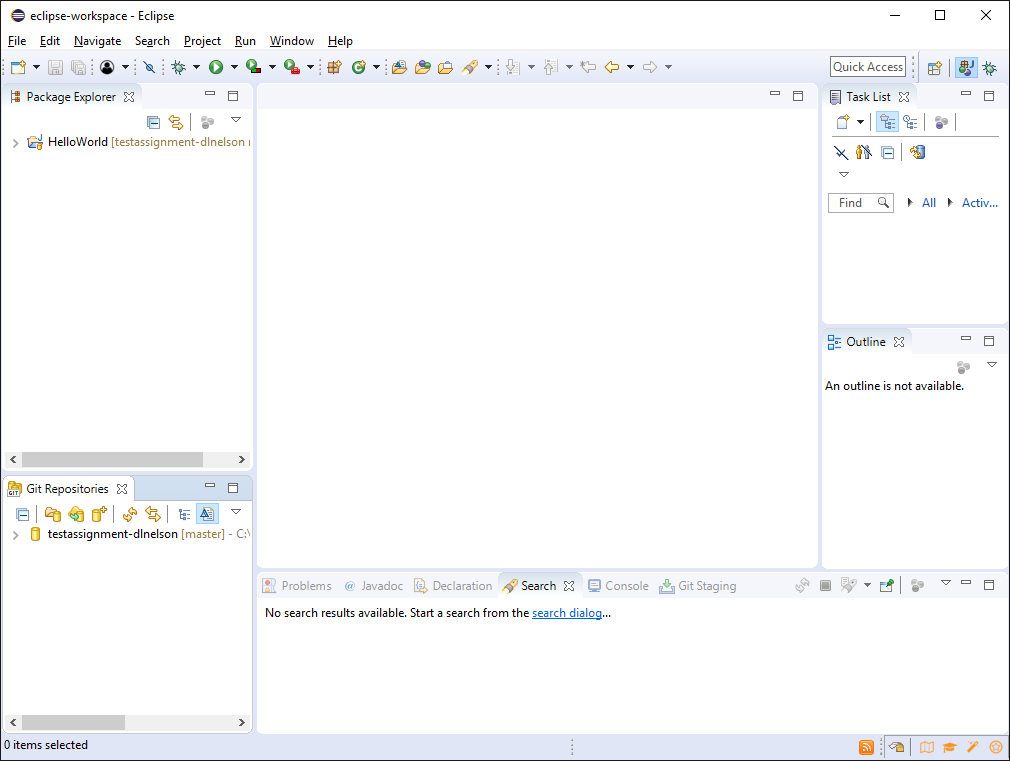 eclipse-workspace - Eclipse
File Edit Navigate Search Project Run Window Help
Quick Access
Package Explorer
HelloWorld [testassignment-dlnelson
Task List
Find All Activ...
Outline
An outline is not available.
Git Repositories
GIT
testassignment-dlnelson [master] - C:\
Problems @ Javadoc Declaration Search Console Git Staging
No search results available. Start a search from the search dialog...
0 items selected